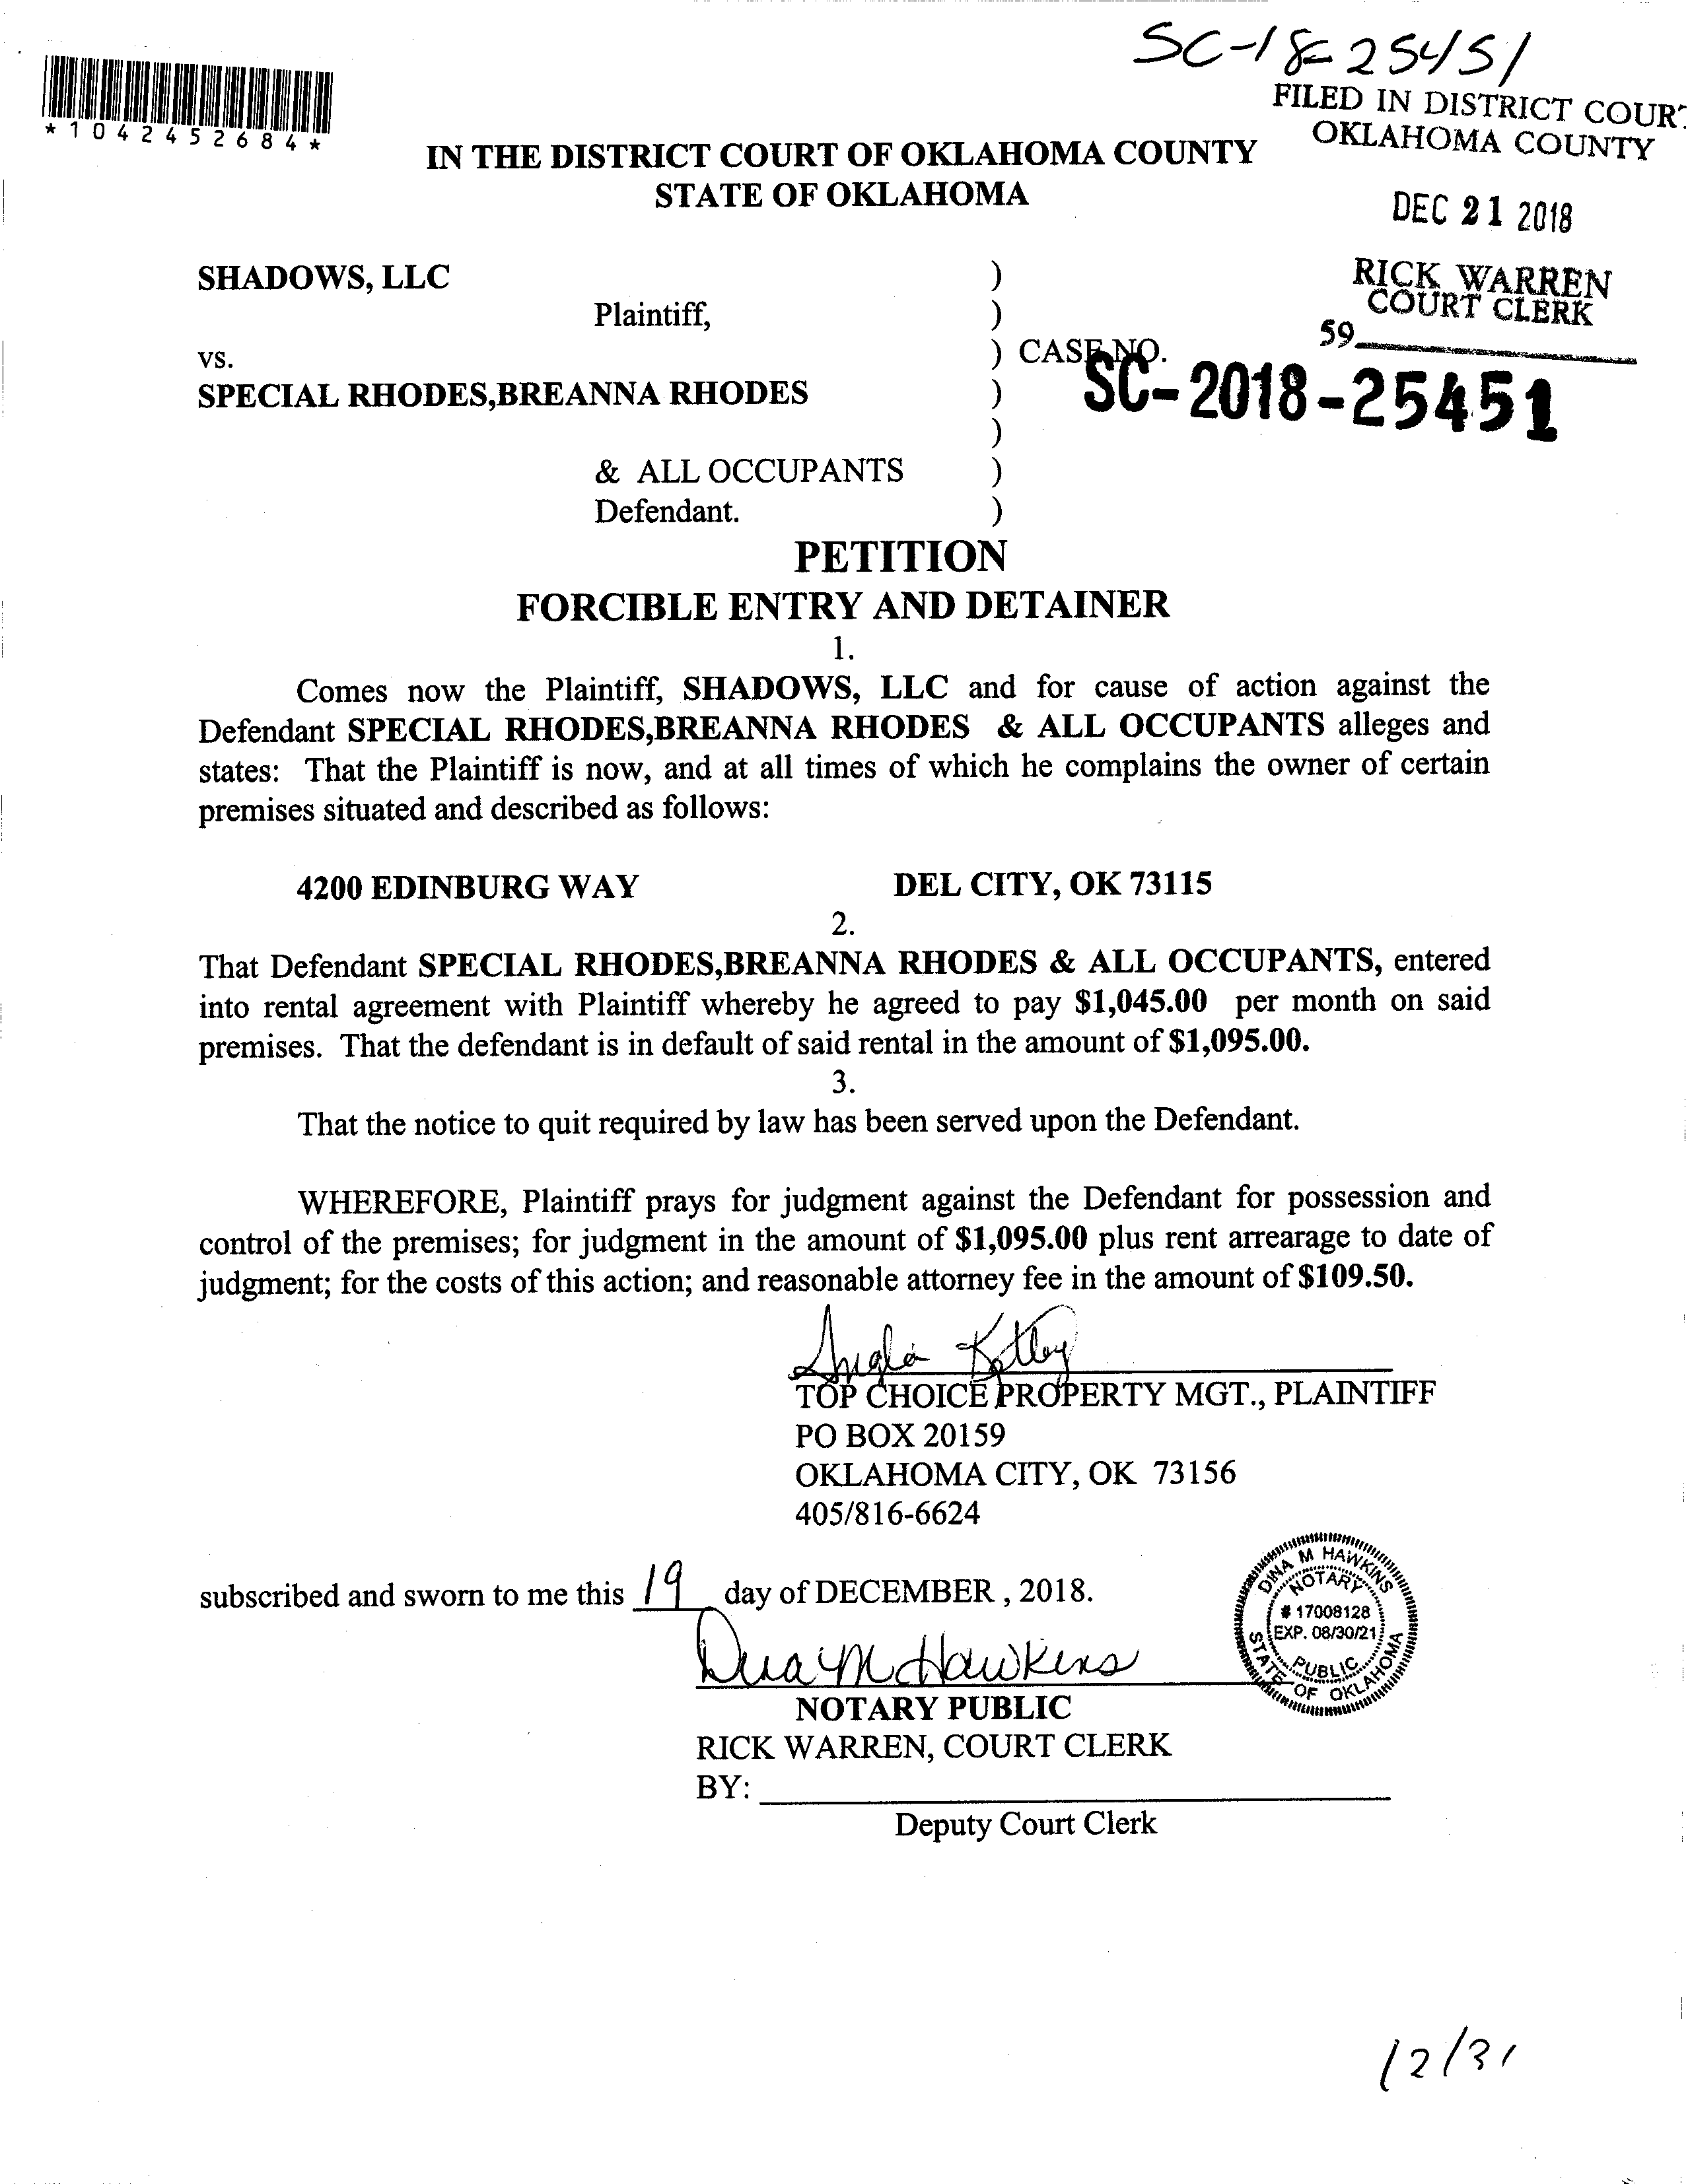 SC-18-25451
*1042452684*
FILED IN DISTRICT COUR
OKLAHOMA COUNTY
IN THE DISTRICT COURT OF OKLAHOMA COUNTY
STATE OF OKLAHOMA
DEC 21 2018
RICK WARREN
COURT CLERK
59
SHADOWS, LLC )
Plaintiff, )
vs. ) CASE NO.
SC-2018-25451
SPECIAL RHODES,BREANNA RHODES )
)
& ALL OCCUPANTS )
Defendant. )
PETITION
FORCIBLE ENTRY AND DETAINER
1.
Comes now the Plaintiff, SHADOWS, LLC and for cause of action against the
Defendant SPECIAL RHODES,BREANNA RHODES & ALL OCCUPANTS alleges and
states: That the Plaintiff is now, and at all times of which he complains the owner of certain
premises situated and described as follows:
4200 EDINBURG WAY DEL CITY, OK 73115
2.
That Defendant SPECIAL RHODES,BREANNA RHODES & ALL OCCUPANTS, entered
into rental agreement with Plaintiff whereby he agreed to pay $1,045.00 per month on said
premises. That the defendant is in default of said rental in the amount of $1,095.00.
3.
That the notice to quit required by law has been served upon the Defendant.
WHEREFORE, Plaintiff prays for judgment against the Defendant for possession and
control of the premises; for judgment in the amount of $1,095.00 plus rent arrearage to date of
judgment; for the costs of this action; and reasonable attorney fee in the amount of $109.50.
TOP CHOICE PROPERTY MGT., PLAINTIFF
PO BOX 20159
OKLAHOMA CITY, OK 73156
405/816-6624
subscribed and sworn to me this 19 day of DECEMBER , 2018.
Dina M Hawkins
DINA M HAWKINS
NOTARY
# 17008128
EXP. 08/30/21
PUBLIC
STATE OF OKLAHOMA
NOTARY PUBLIC
RICK WARREN, COURT CLERK
BY:
Deputy Court Clerk
12/31